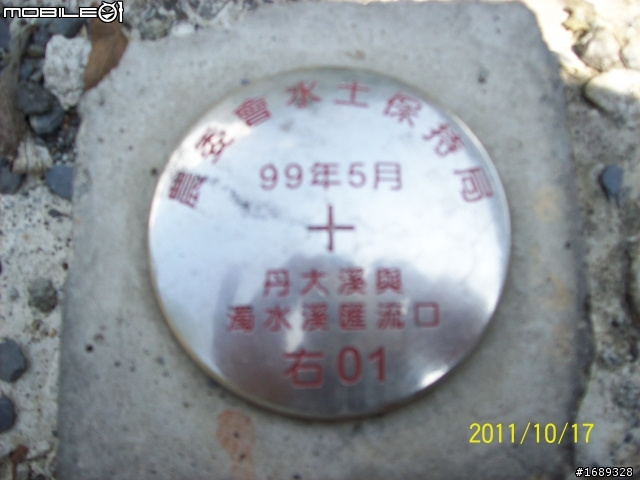 MOBILE01
農委會水土保持局
99年5月
丹大溪與
濁水溪匯流口
右01
2011/10/17
#1689328